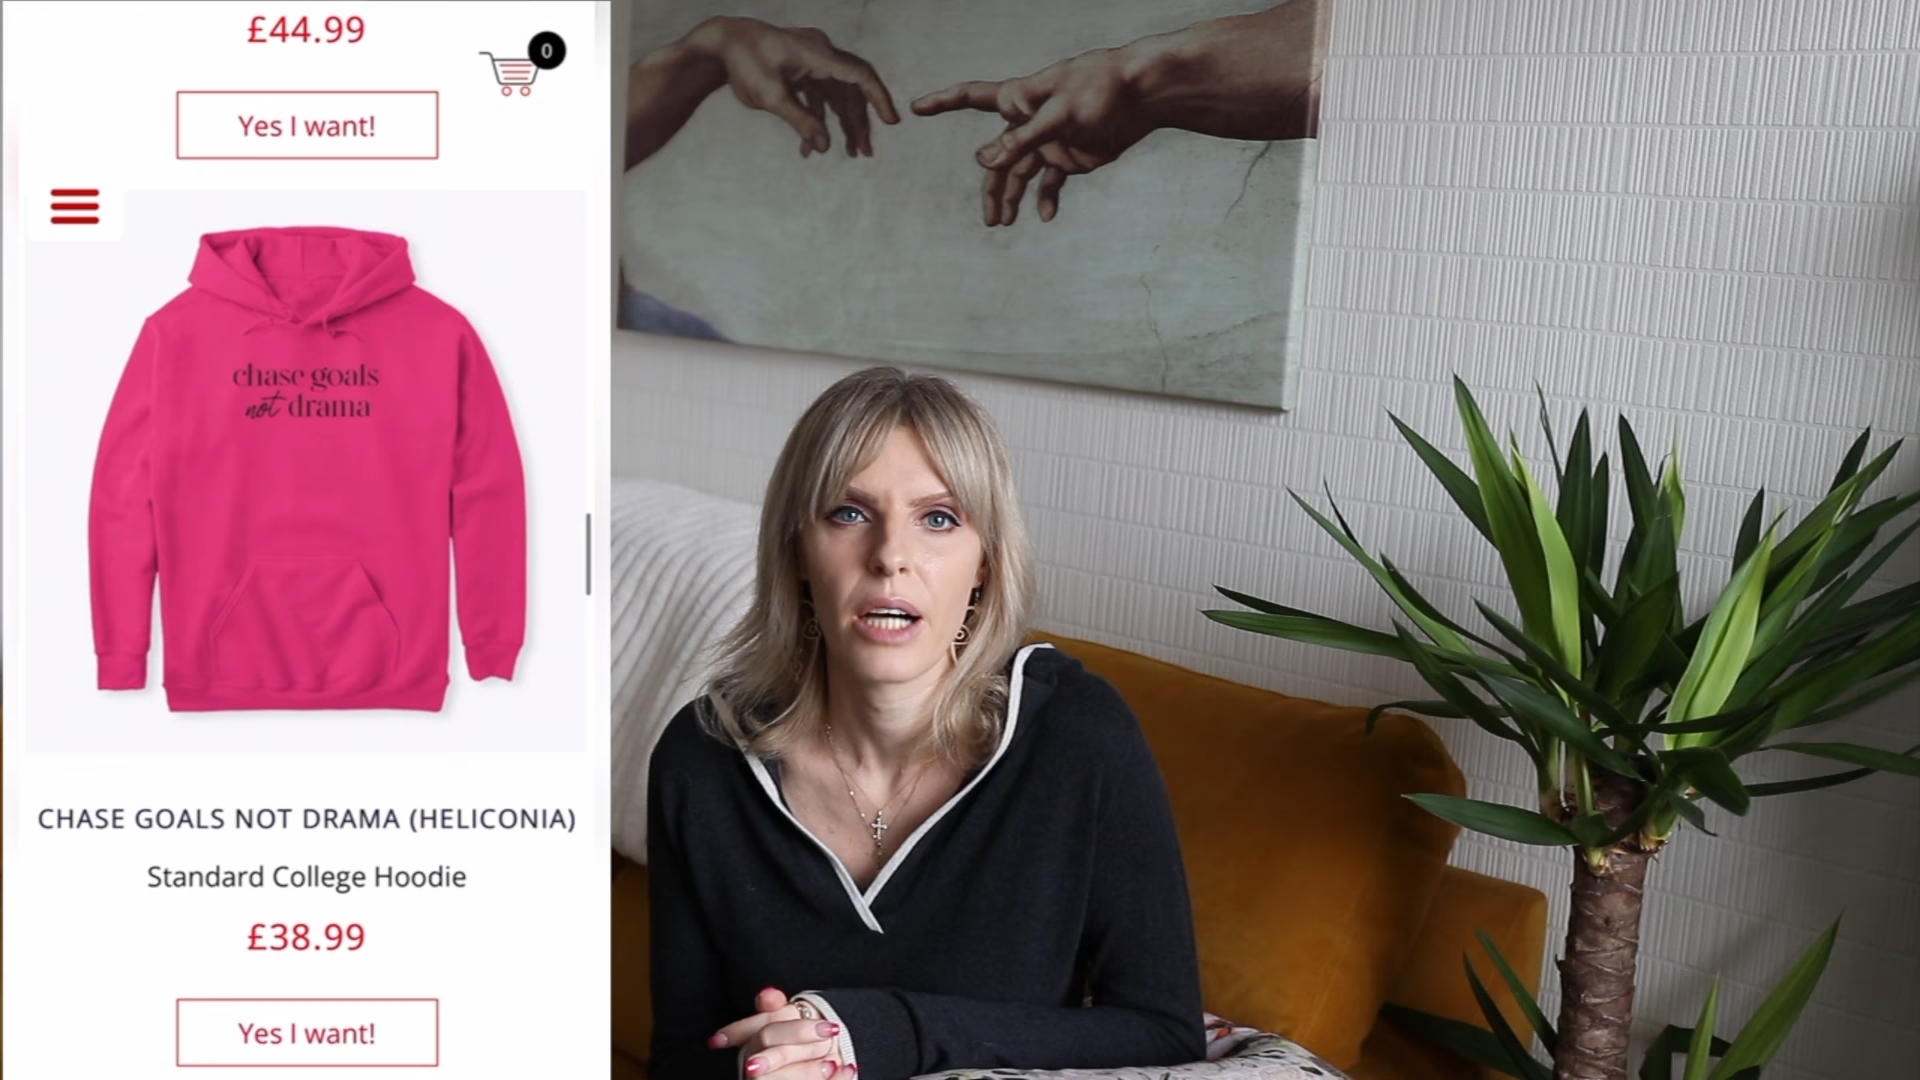 £44.99
0
Yes I want!
chase goals
not drama
CHASE GOALS NOT DRAMA (HELICONIA)
Standard College Hoodie
£38.99
Yes I want!